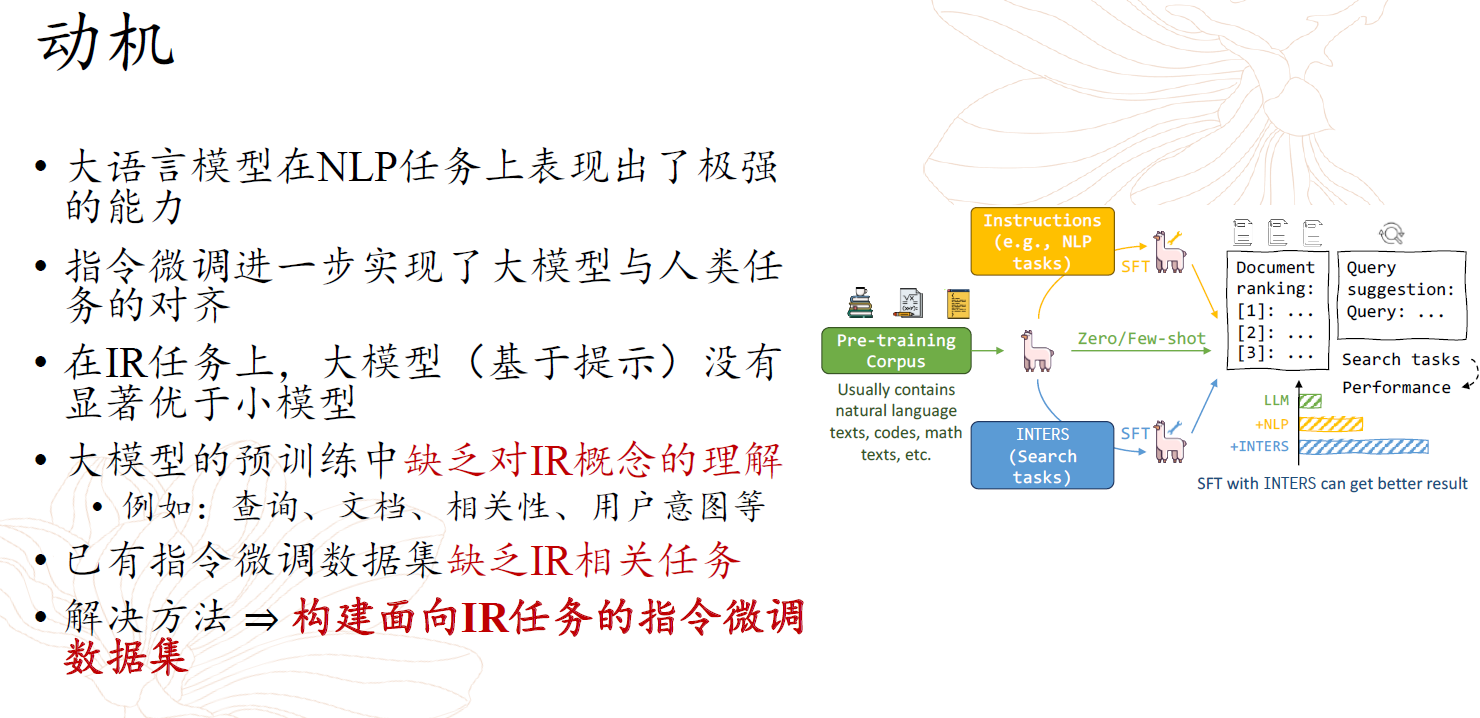 动机
• 大语言模型在NLP任务上表现出了极强
的能力
• 指令微调进一步实现了大模型与人类任
务的对齐
• 在IR任务上，大模型（基于提示）没有
显著优于小模型
• 大模型的预训练中缺乏对IR概念的理解
• 例如：查询、文档、相关性、用户意图等
• 已有指令微调数据集缺乏IR相关任务
• 解决方法 ⇒ 构建面向IR任务的指令微调
数据集
Instructions
(e.g., NLP
tasks)
SFT
Pre-training
Corpus
Usually contains
natural language
texts, codes, math
texts, etc.
Zero/Few-shot
INTERS
(Search
tasks)
SFT
Document
ranking:
[1]: ...
[2]: ...
[3]: ...
Query
suggestion:
Query: ...
Search tasks
Performance
LLM
+NLP
+INTERS
SFT with INTERS can get better result